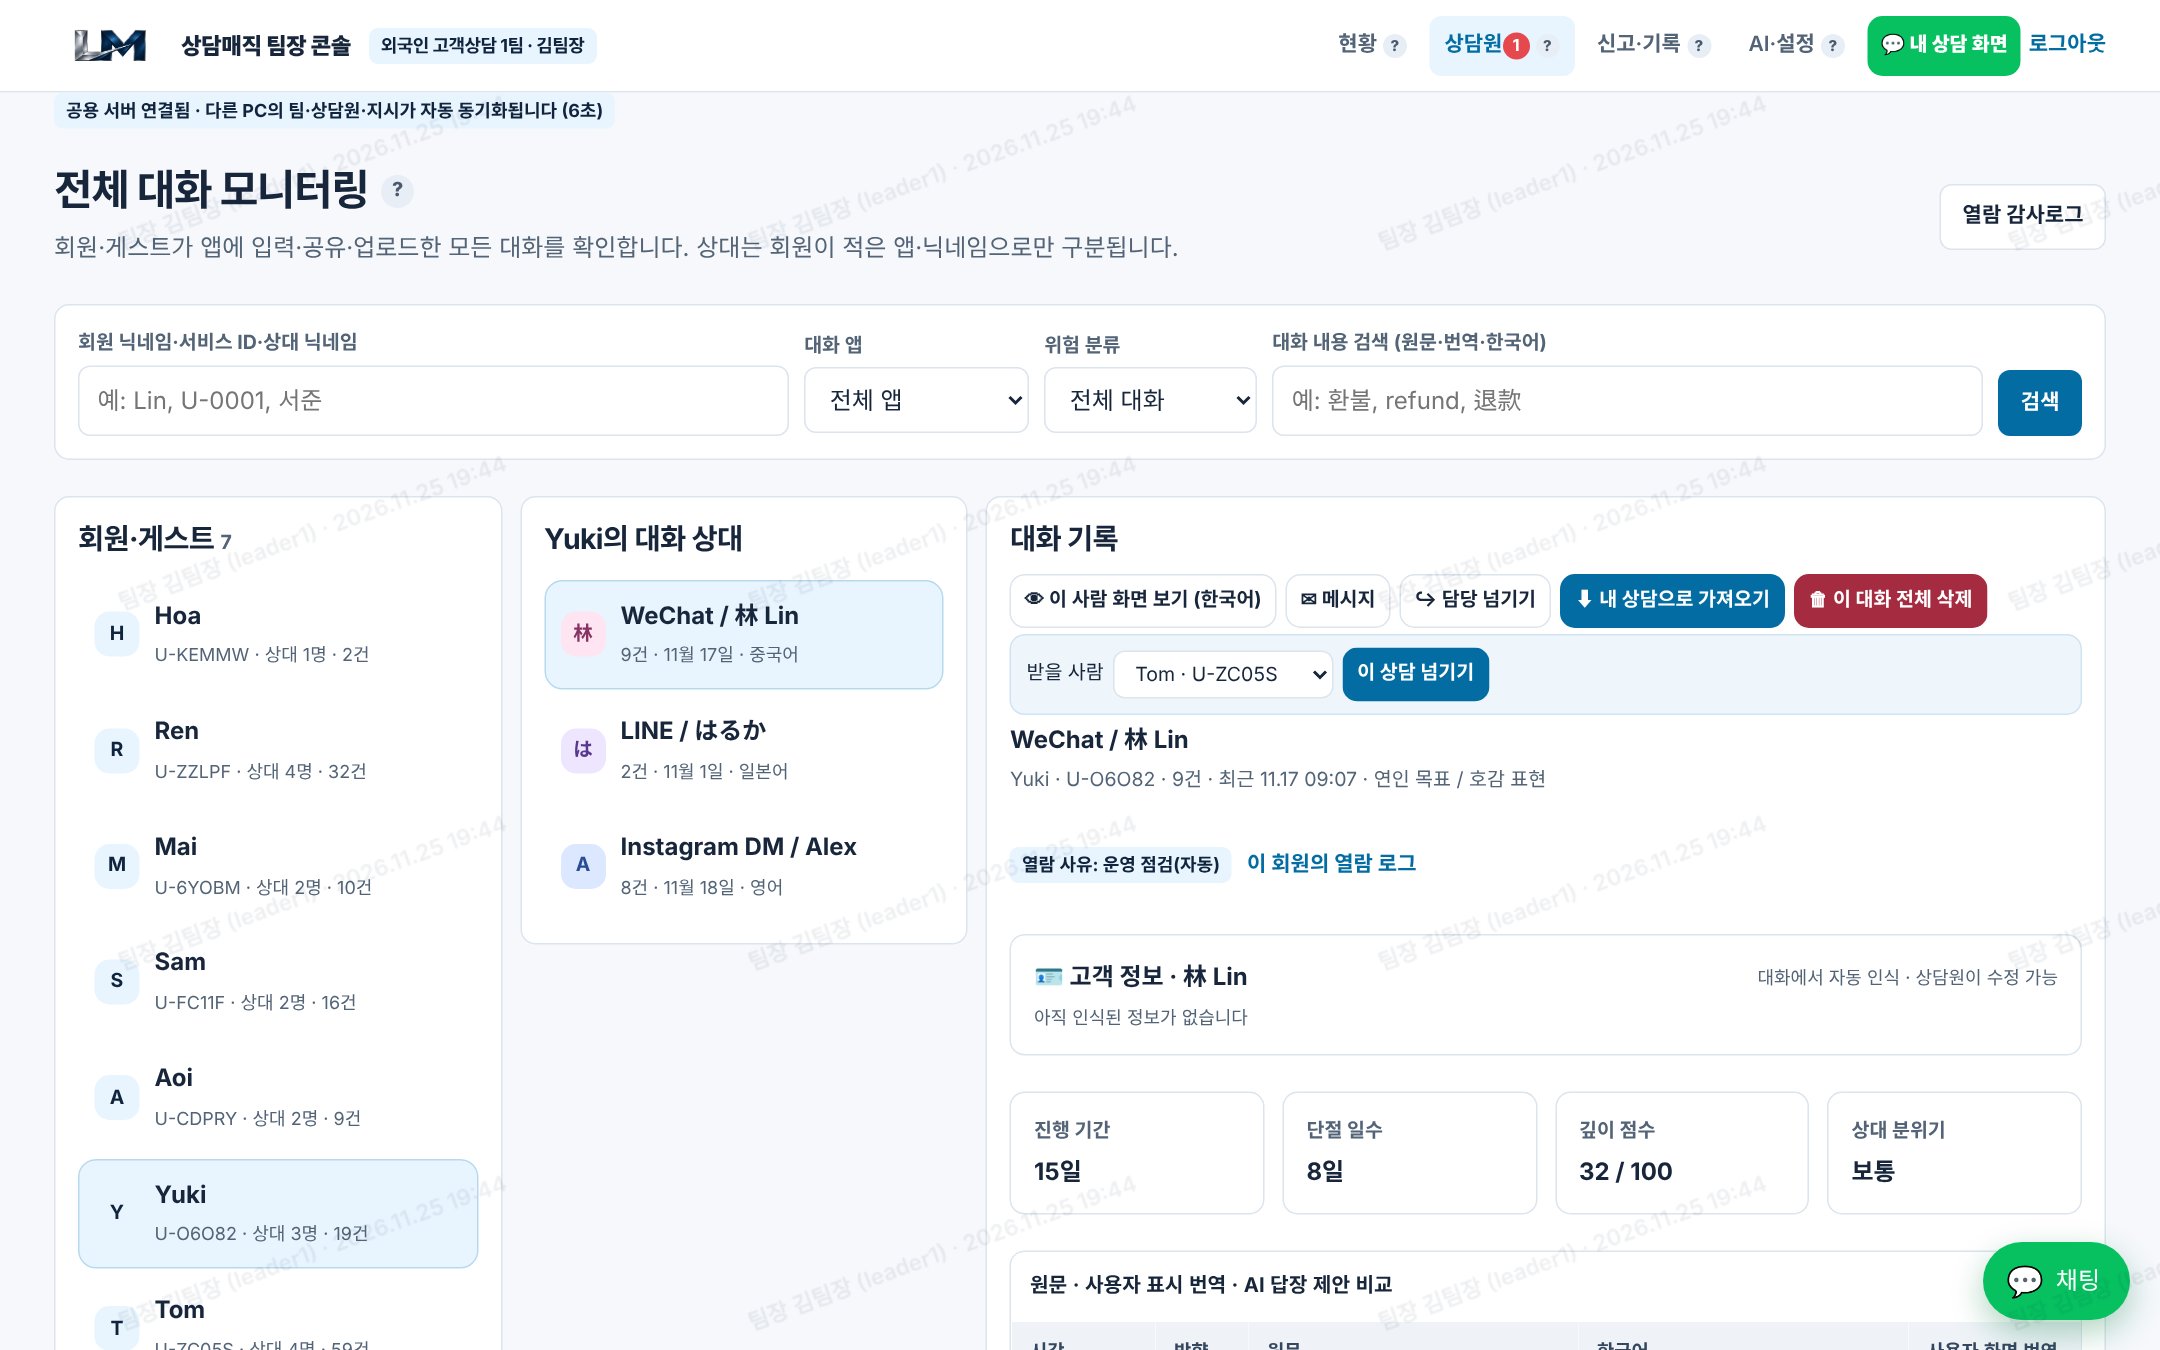 LM 상담매직 팀장 콘솔 외국인 고객상담 1팀 · 김팀장 현황 ? 상담원 1 ? 신고·기록 ? AI·설정 ? 내 상담 화면 로그아웃
공용 서버 연결됨 · 다른 PC의 팀·상담원·지시가 자동 동기화됩니다 (6초)
전체 대화 모니터링 ?
열람 감사로그
회원·게스트가 앱에 입력·공유·업로드한 모든 대화를 확인합니다. 상대는 회원이 적은 앱·닉네임으로만 구분됩니다.
회원 닉네임·서비스 ID·상대 닉네임 대화 앱 위험 분류 대화 내용 검색 (원문·번역·한국어)
예: Lin, U-0001, 서준 전체 앱 전체 대화 예: 환불, refund, 退款 검색
회원·게스트 7
H Hoa
U-KEMMW · 상대 1명 · 2건
R Ren
U-ZZLPF · 상대 4명 · 32건
M Mai
U-6YOBM · 상대 2명 · 10건
S Sam
U-FC11F · 상대 2명 · 16건
A Aoi
U-CDPRY · 상대 2명 · 9건
Y Yuki
U-O6O82 · 상대 3명 · 19건
T Tom
U-ZC05S · 상대 4명 · 59건
Yuki의 대화 상대
林 WeChat / 林 Lin
9건 · 11월 17일 · 중국어
は LINE / はるか
2건 · 11월 1일 · 일본어
A Instagram DM / Alex
8건 · 11월 18일 · 영어
대화 기록
이 사람 화면 보기 (한국어) 메시지 담당 넘기기 내 상담으로 가져오기 이 대화 전체 삭제
받을 사람 Tom · U-ZC05S 이 상담 넘기기
WeChat / 林 Lin
Yuki · U-O6O82 · 9건 · 최근 11.17 09:07 · 연인 목표 / 호감 표현
열람 사유: 운영 점검(자동) 이 회원의 열람 로그
고객 정보 · 林 Lin 대화에서 자동 인식 · 상담원이 수정 가능
아직 인식된 정보가 없습니다
진행 기간 단절 일수 깊이 점수 상대 분위기
15일 8일 32 / 100 보통
원문 · 사용자 표시 번역 · AI 답장 제안 비교
시간 방향 원문 한국어 사용자 화면 번역
채팅
팀장 김팀장 (leader1) · 2026.11.25 19:44